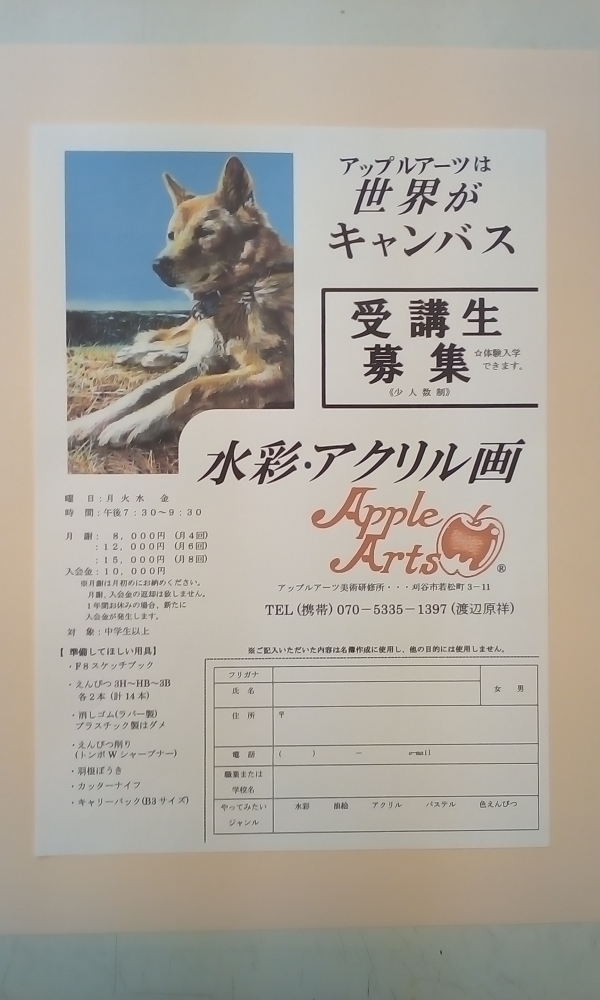 アップルアーツは
世界が
キャンバス
受講生
募集
☆体験入学
できます。
《少人数制》
水彩・アクリル画
Apple
Arts
®
アップルアーツ美術研修所・・・刈谷市若松町3-11
TEL(携帯)070-5335-1397(渡辺原祥)
曜　日：月 火 水　金
時　間：午後7：30～9：30
月　謝：　8，000円　(月4回)
：12，000円　(月6回)
：15，000円　(月8回)
入会金：10，000円
※月謝は月初めにお納めください。
月謝、入会金の返却は致しません。
1年間お休みの場合、新たに
入会金が発生します。
対　象：中学生以上
【 準備してほしい用具】
・F8スケッチブック
・えんぴつ3H～HB～3B
各2本 (計14本)
・消しゴム(ラバー製)
プラスチック製はダメ
・えんぴつ削り
(トンボWシャープナー)
・羽根ぼうき
・カッターナイフ
・キャリーバック(B3サイズ)
※ご記入いただいた内容は名簿作成に使用し、他の目的には使用しません。
フリガナ
氏　名
女　男
住　所　〒
電　話　(　　　)　　－　　　e-mail
職業または
学校名
やってみたい
ジャンル
水彩　油絵　アクリル　パステル　色えんぴつ